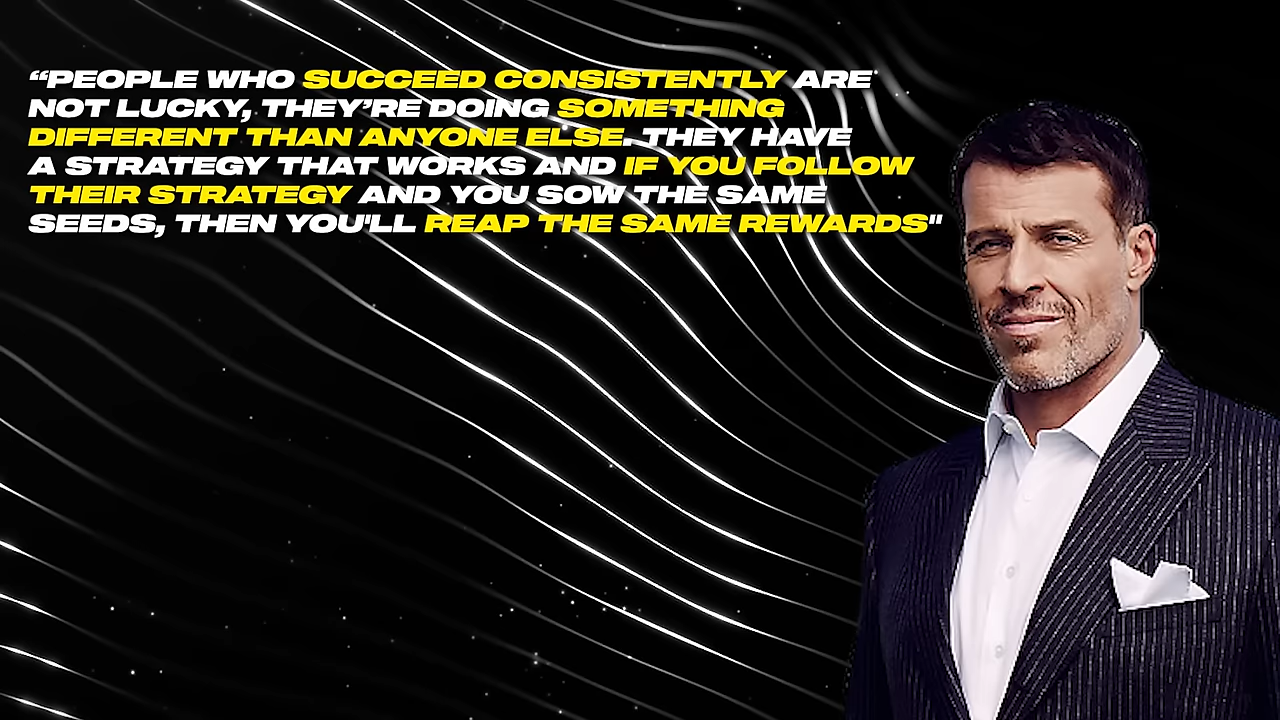 “PEOPLE WHO SUCCEED CONSISTENTLY ARE
NOT LUCKY, THEY’RE DOING SOMETHING
DIFFERENT THAN ANYONE ELSE. THEY HAVE
A STRATEGY THAT WORKS AND IF YOU FOLLOW
THEIR STRATEGY AND YOU SOW THE SAME
SEEDS, THEN YOU'LL REAP THE SAME REWARDS"